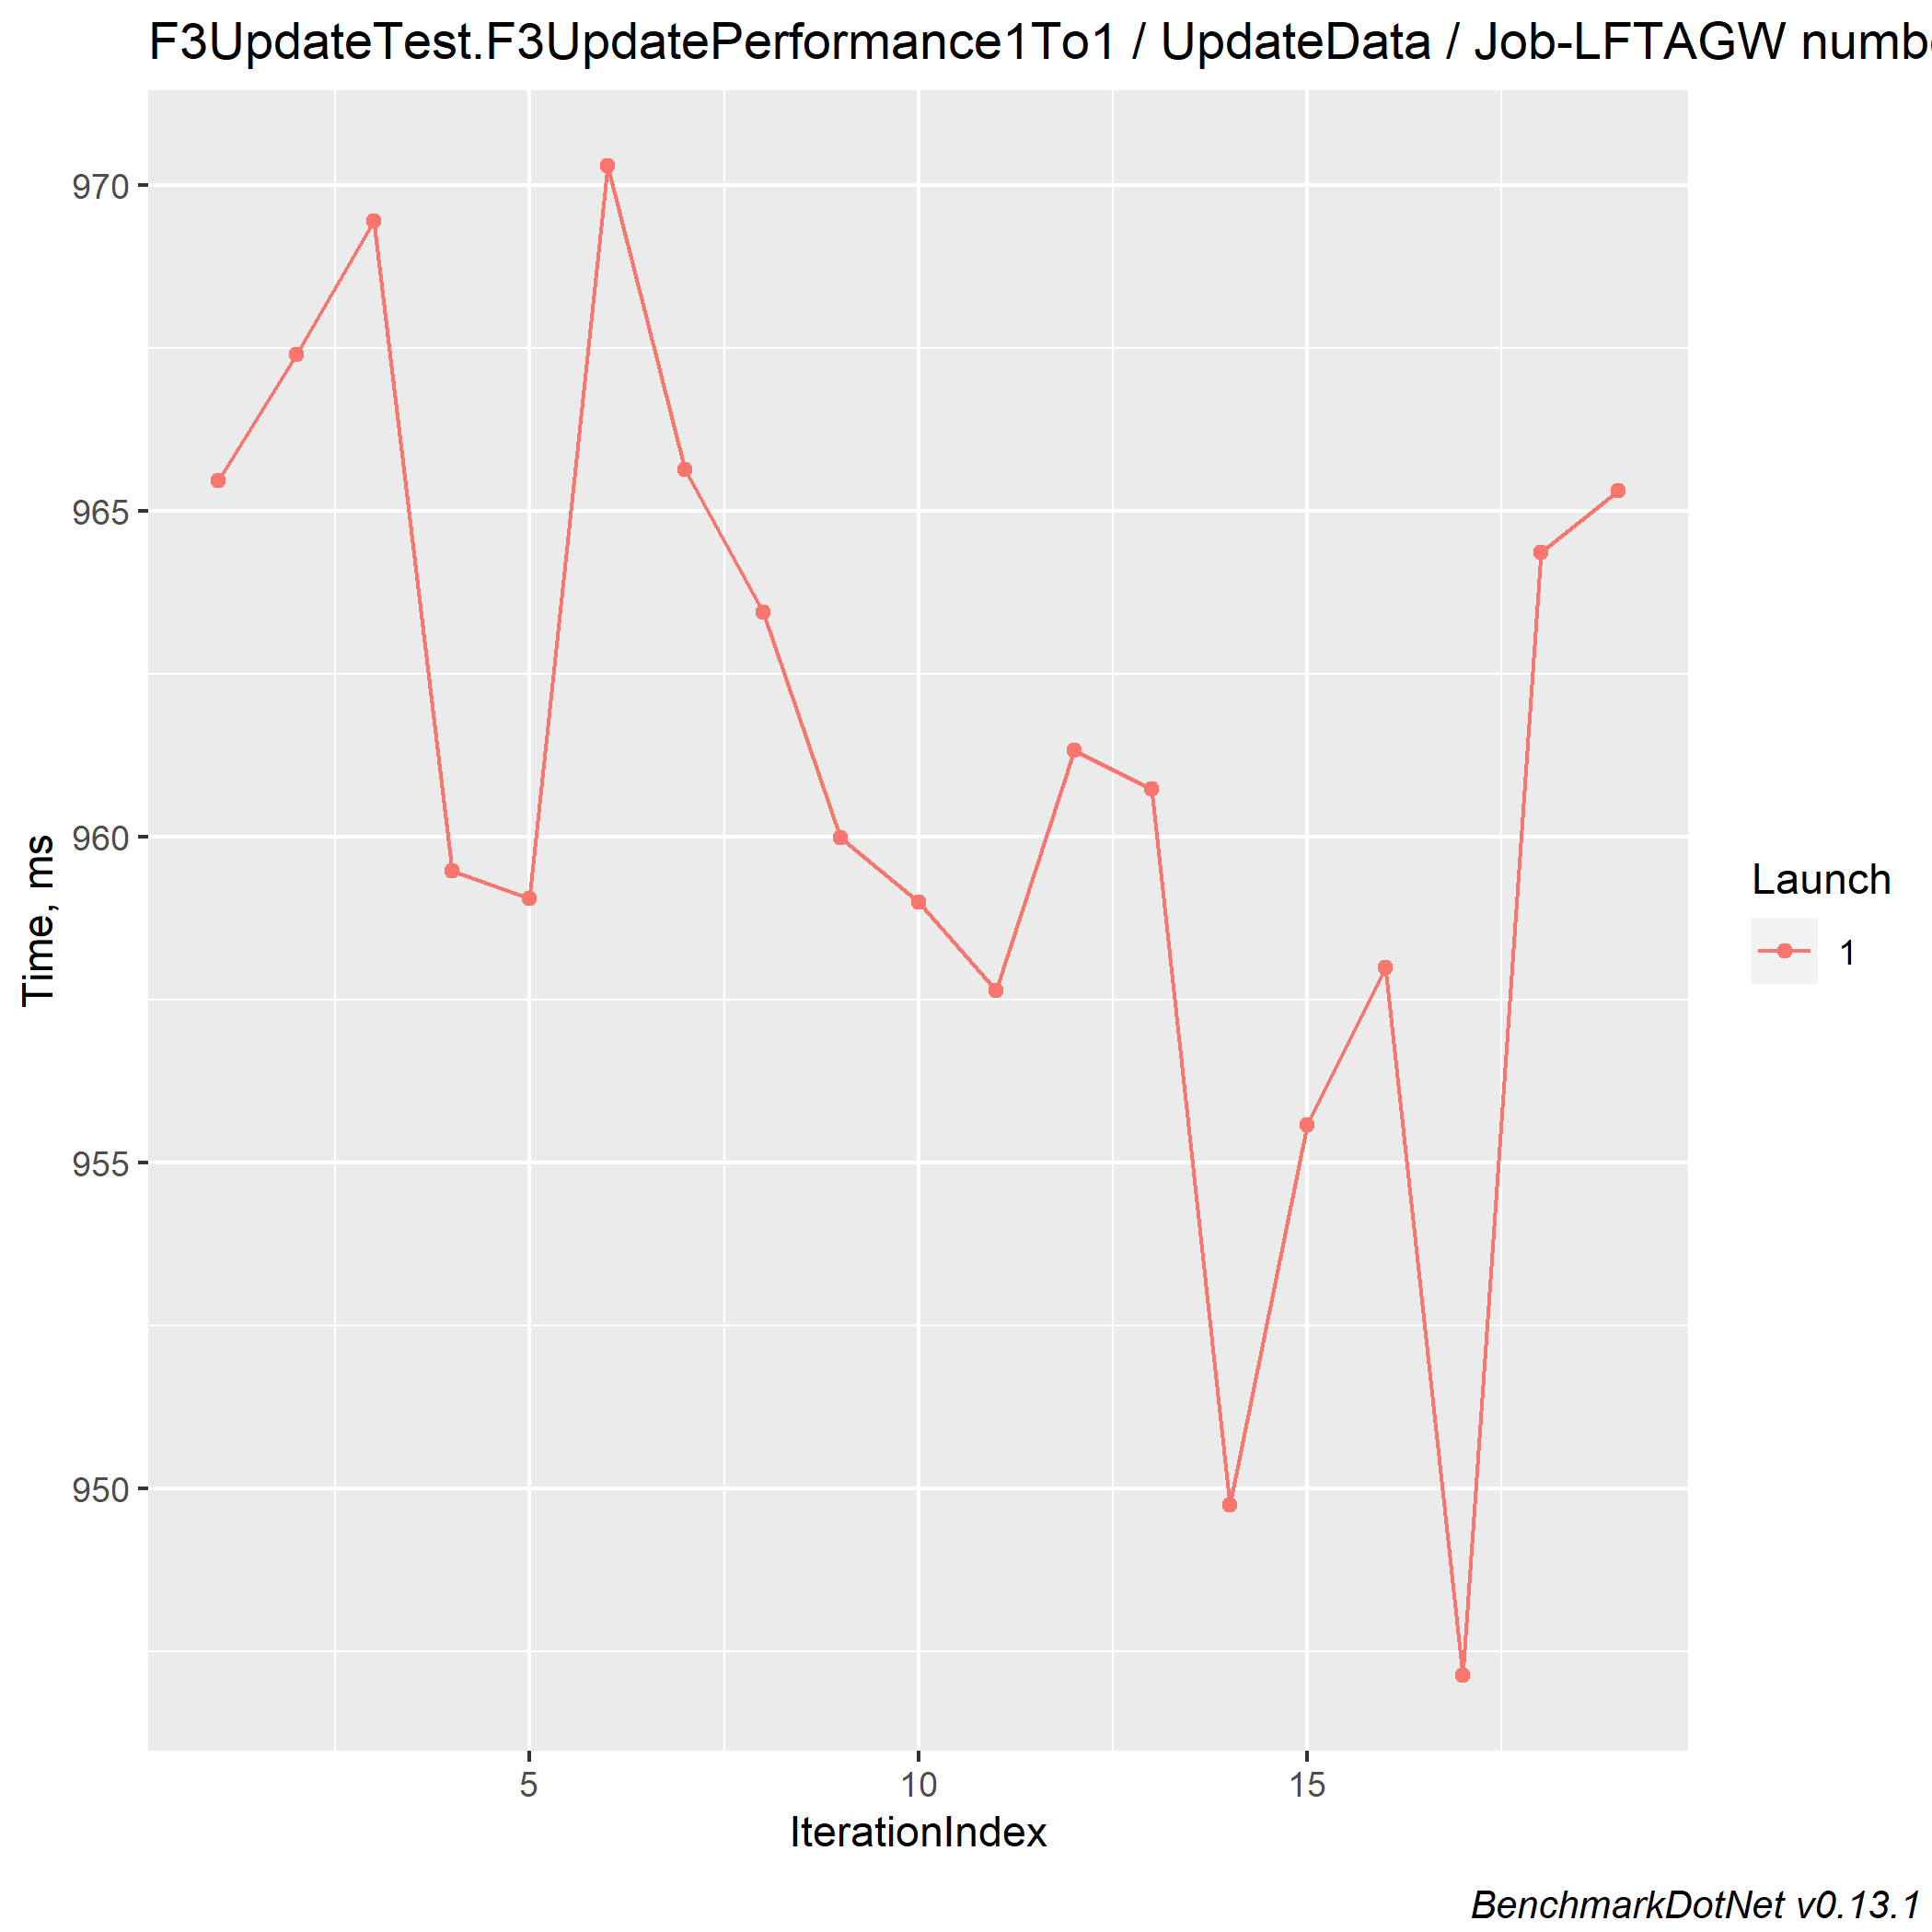 F3UpdateTest.F3UpdatePerformance1To1 / UpdateData / Job-LFTAGW
970
965
960
955
950
Time, ms
5 10 15
IterationIndex
Launch
1
BenchmarkDotNet v0.13.1